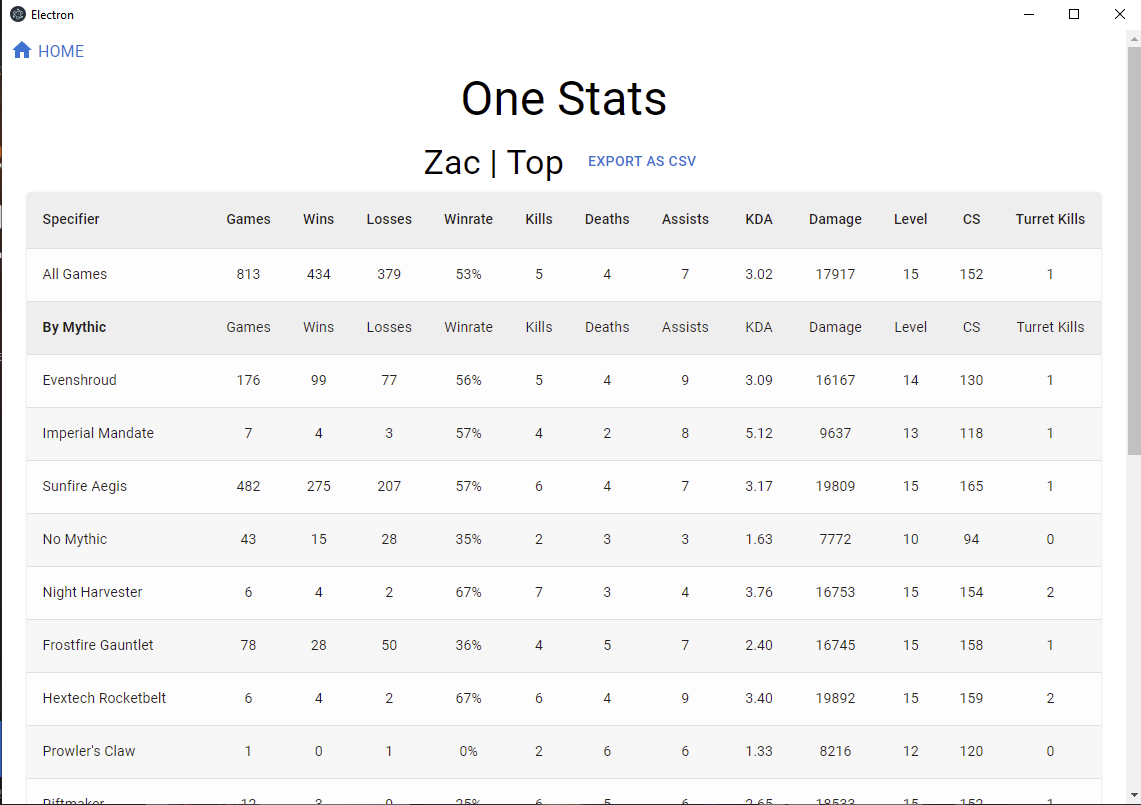 Electron
HOME
One Stats
Zac | Top EXPORT AS CSV
Specifier Games Wins Losses Winrate Kills Deaths Assists KDA Damage Level CS Turret Kills
All Games 813 434 379 53% 5 4 7 3.02 17917 15 152 1
By Mythic Games Wins Losses Winrate Kills Deaths Assists KDA Damage Level CS Turret Kills
Evenshroud 176 99 77 56% 5 4 9 3.09 16167 14 130 1
Imperial Mandate 7 4 3 57% 4 2 8 5.12 9637 13 118 1
Sunfire Aegis 482 275 207 57% 6 4 7 3.17 19809 15 165 1
No Mythic 43 15 28 35% 2 3 3 1.63 7772 10 94 0
Night Harvester 6 4 2 67% 7 3 4 3.76 16753 15 154 2
Frostfire Gauntlet 78 28 50 36% 4 5 7 2.40 16745 15 158 1
Hextech Rocketbelt 6 4 2 67% 6 4 9 3.40 19892 15 159 2
Prowler's Claw 1 0 1 0% 2 6 6 1.33 8216 12 120 0
Riftmaker 12 3 9 25% 6 5 6 2.65 18533 15 152 1